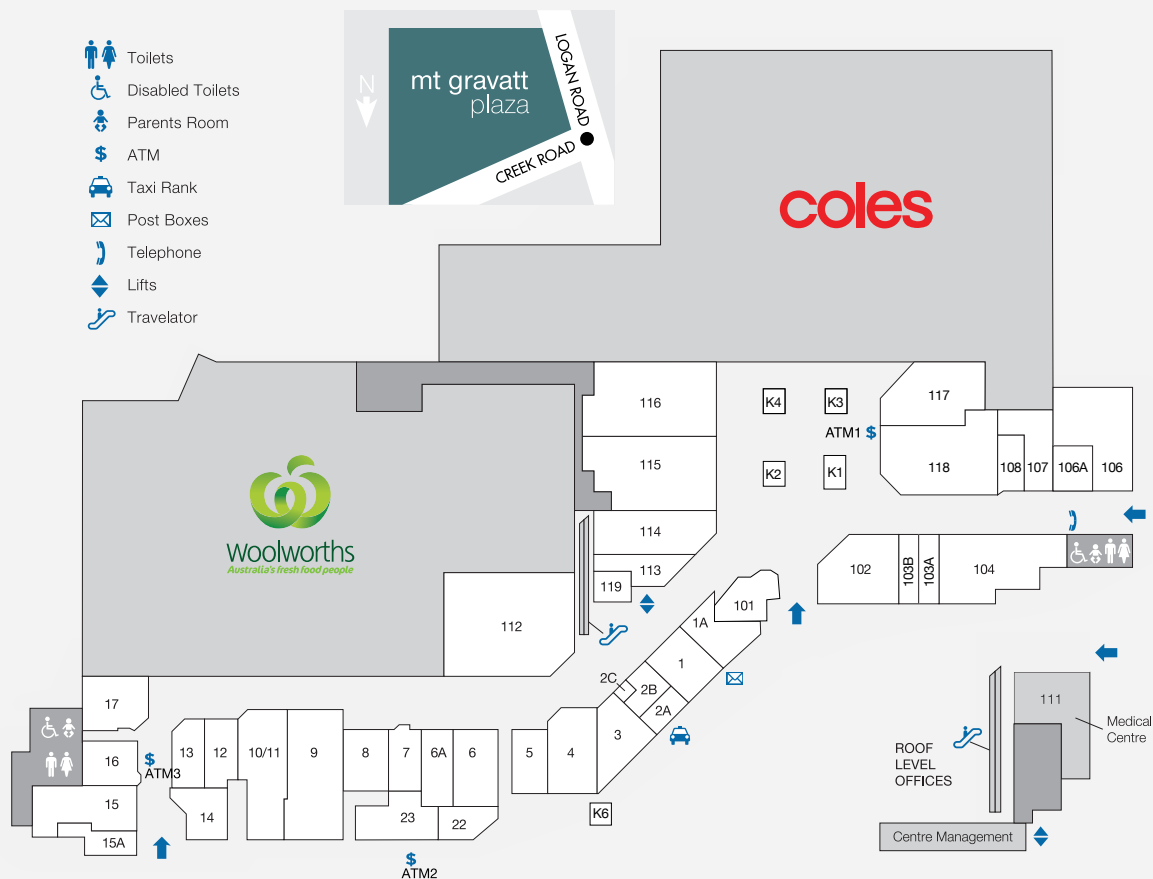 Toilets
Disabled Toilets
Parents Room
$ ATM
Taxi Rank
Post Boxes
Telephone
Lifts
Travelator
N
mt gravatt
plaza
LOGAN ROAD
CREEK ROAD
coles
Woolworths
Australia's fresh food people
116
115
114
113
119
112
K4
K3
K2
K1
ATM1 $
117
118
108
107
106A
106
102
103B
103A
104
101
1A
1
2C
2B
2A
3
4
5
K6
17
16
15
15A
$
ATM3
13
12
10/11
9
14
8
7
6A
6
23
22
$
ATM2
111
Medical
Centre
ROOF
LEVEL
OFFICES
Centre Management